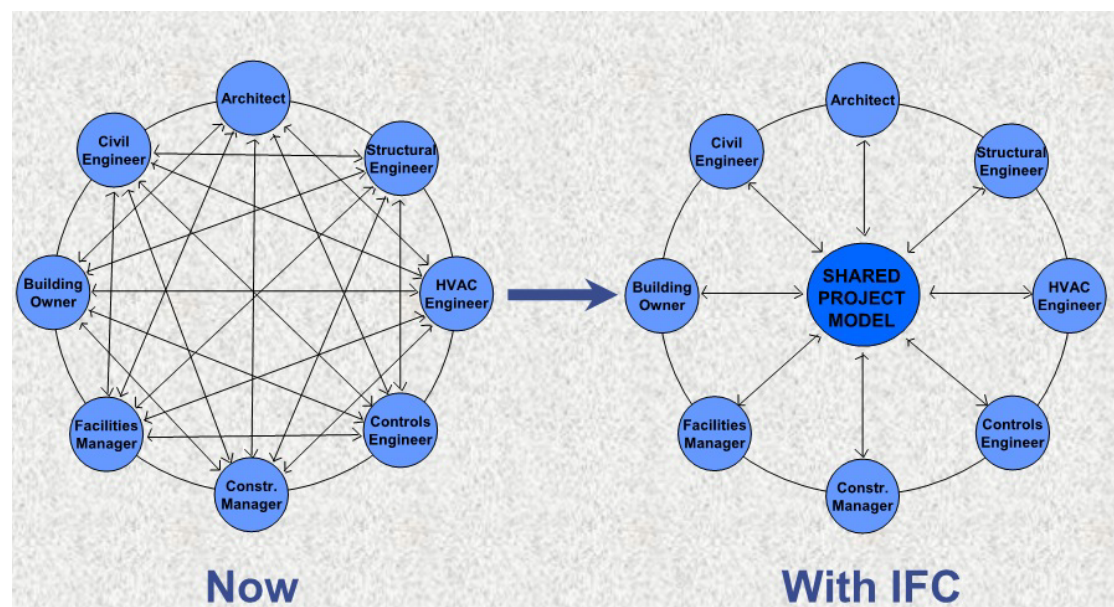 Architect
Civil
Engineer
Structural
Engineer
Building
Owner
HVAC
Engineer
Facilities
Manager
Controls
Engineer
Constr.
Manager
Now
Architect
Civil
Engineer
Structural
Engineer
Building
Owner
SHARED
PROJECT
MODEL
HVAC
Engineer
Facilities
Manager
Controls
Engineer
Constr.
Manager
With IFC